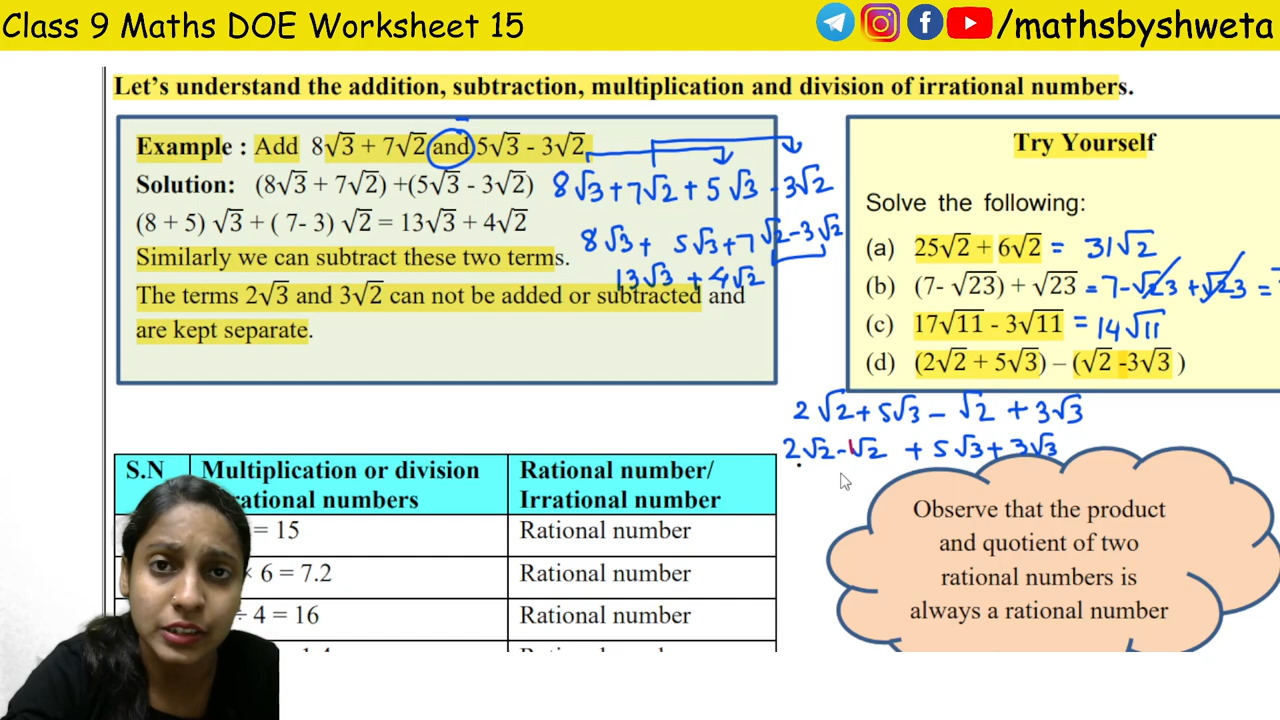 Class 9 Maths DOE Worksheet 15
/mathsbyshweta
Let's understand the addition, subtraction, multiplication and division of irrational numbers.
Example : Add 8√3 + 7√2 and 5√3 - 3√2
Solution: (8√3 + 7√2) +(5√3 - 3√2)
(8 + 5) √3 + ( 7- 3) √2 = 13√3 + 4√2
Similarly we can subtract these two terms.
The terms 2√3 and 3√2 can not be added or subtracted and
are kept separate.
8√3+7√2 + 5√3 - 3√2
8√3+ 5√3+7√2-3√2
13√3 + 4√2
Try Yourself
Solve the following:
(a) 25√2 + 6√2 = 31√2
(b) (7- √23) + √23 = 7-√23 +√23 =
(c) 17√11 - 3√11 = 14√11
(d) (2√2 + 5√3) – (√2 -3√3 )
2√2+5√3 - √2 + 3√3
2√2-1√2 + 5√3+3√3
S.N Multiplication or division Rational number/
numbers Irrational number
= 15 Rational number
× 6 = 7.2 Rational number
÷ 4 = 16 Rational number
Observe that the product
and quotient of two
rational numbers is
always a rational number